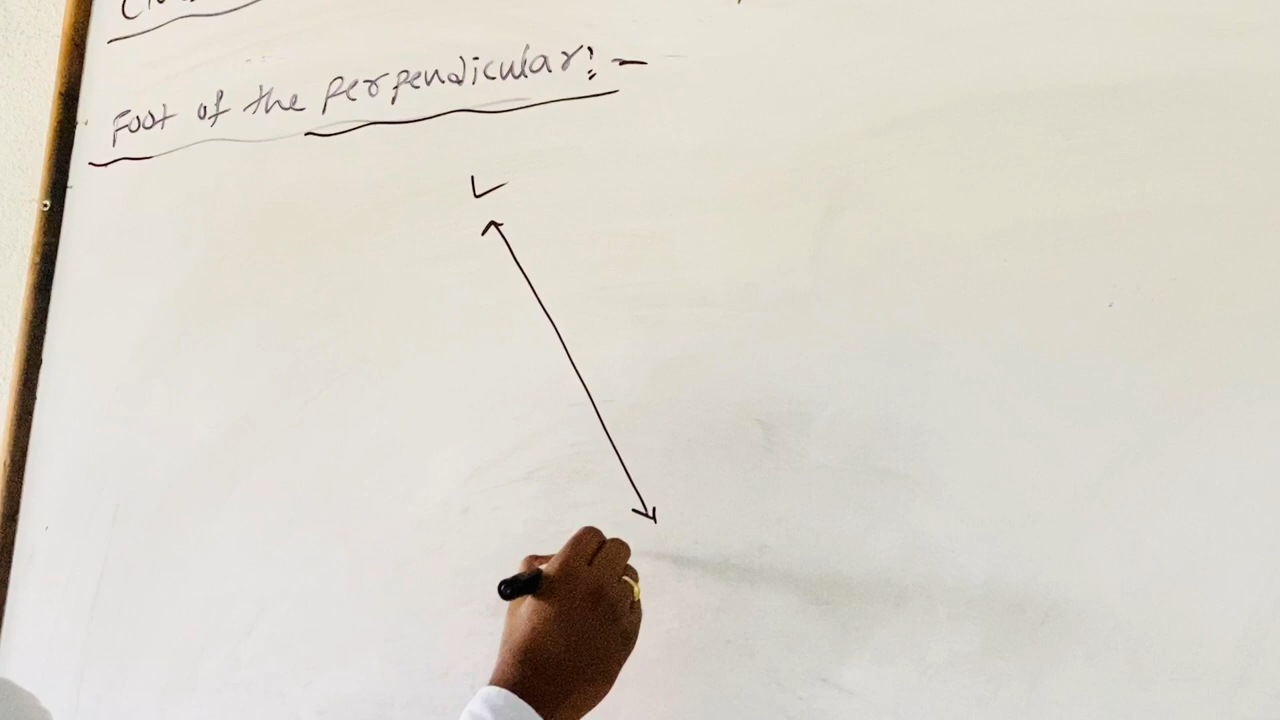 Foot of the perpendicular: -
L